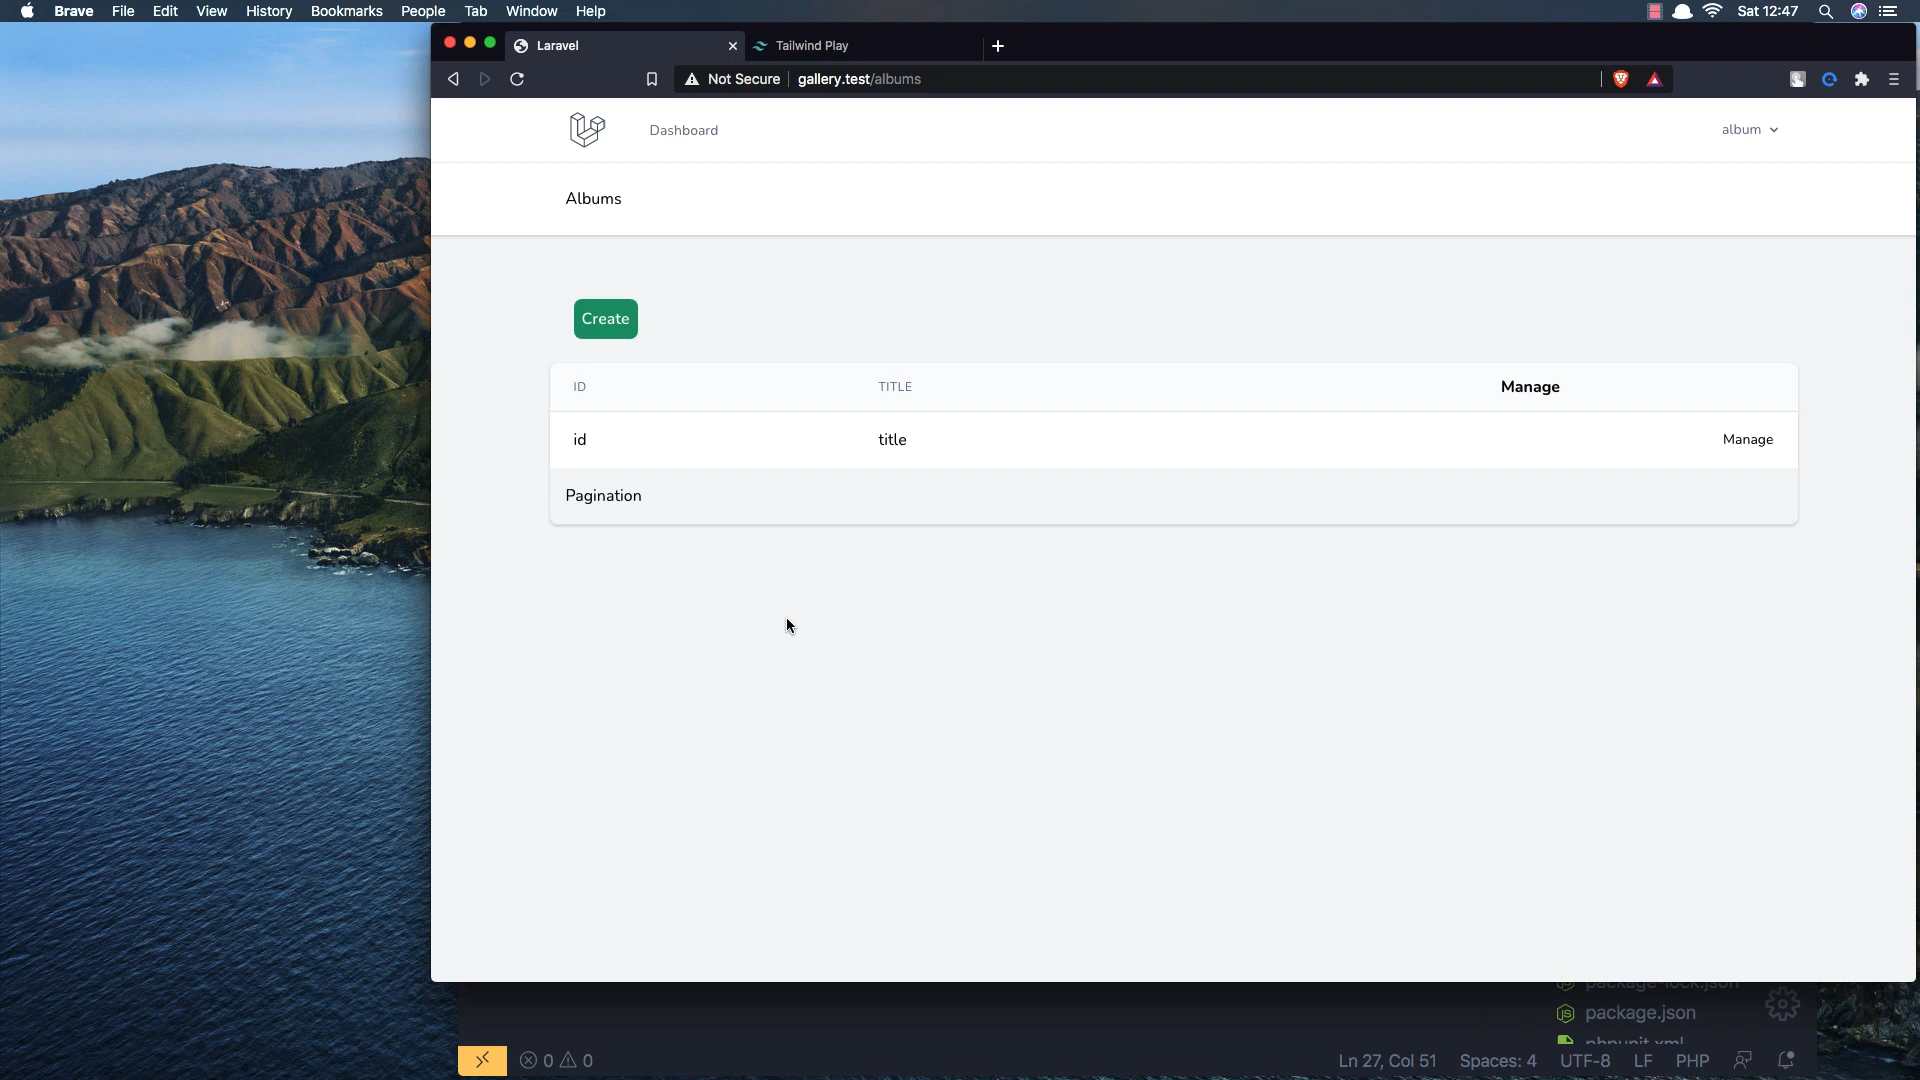 Brave File Edit View History Bookmarks People Tab Window Help Sat 12:47
Laravel Tailwind Play
Not Secure gallery.test/albums
Dashboard album
Albums
Create
ID TITLE Manage
id title Manage
Pagination
package-lock.json
package.json
phpunit.xml
0 0 Ln 27, Col 51 Spaces: 4 UTF-8 LF PHP